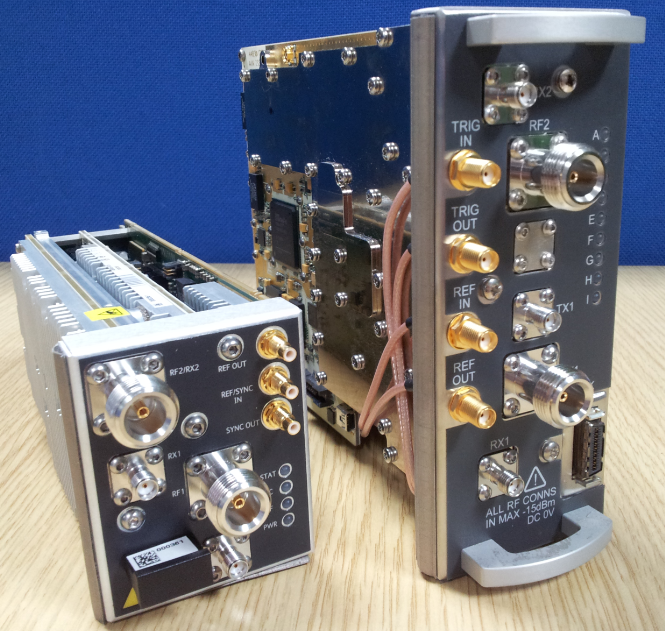 RF2/RX2
REF OUT
REF/SYNC
IN
SYNC OUT
RX1
RF1
STAT
PWR
000361
RX2
TRIG
IN
RF2
A
TRIG
OUT
E
F
G
H
I
REF
IN
TX1
REF
OUT
RX1
ALL RF CONNS
IN MAX -15dBm
DC 0V